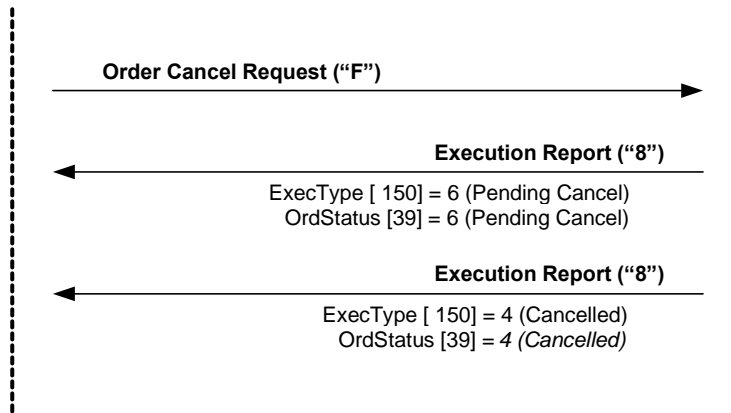 Order Cancel Request (“F”)
Execution Report (“8”)
ExecType [ 150] = 6 (Pending Cancel)
OrdStatus [39] = 6 (Pending Cancel)
Execution Report (“8”)
ExecType [ 150] = 4 (Cancelled)
OrdStatus [39] = 4 (Cancelled)